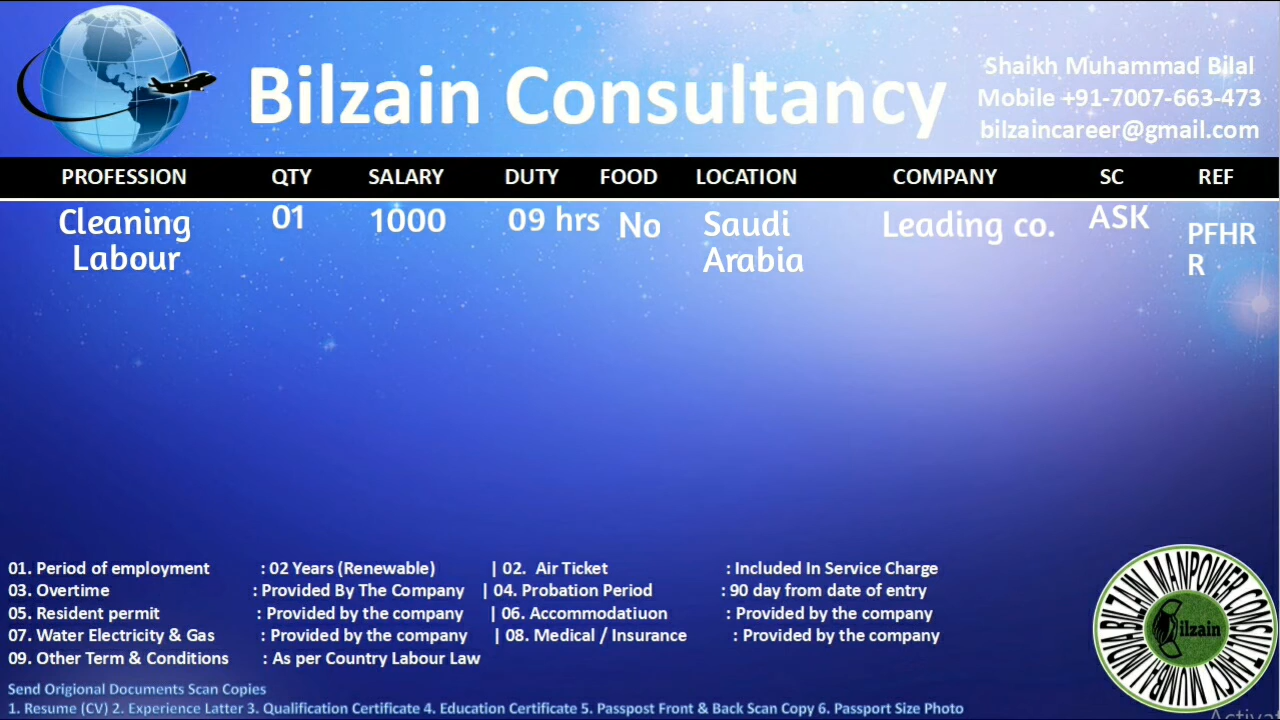 Bilzain Consultancy
Shaikh Muhammad Bilal
Mobile +91-7007-663-473
bilzaincareer@gmail.com
PROFESSION QTY SALARY DUTY FOOD LOCATION COMPANY SC REF
Cleaning Labour 01 1000 09 hrs No Saudi Arabia Leading co. ASK PFHR R
01. Period of employment : 02 Years (Renewable) | 02. Air Ticket : Included In Service Charge
03. Overtime : Provided By The Company | 04. Probation Period : 90 day from date of entry
05. Resident permit : Provided by the company | 06. Accommodatiuon : Provided by the company
07. Water Electricity & Gas : Provided by the company | 08. Medical / Insurance : Provided by the company
09. Other Term & Conditions : As per Country Labour Law
Send Origional Documents Scan Copies
1. Resume (CV) 2. Experience Latter 3. Qualification Certificate 4. Education Certificate 5. Passpost Front & Back Scan Copy 6. Passport Size Photo
ilzain